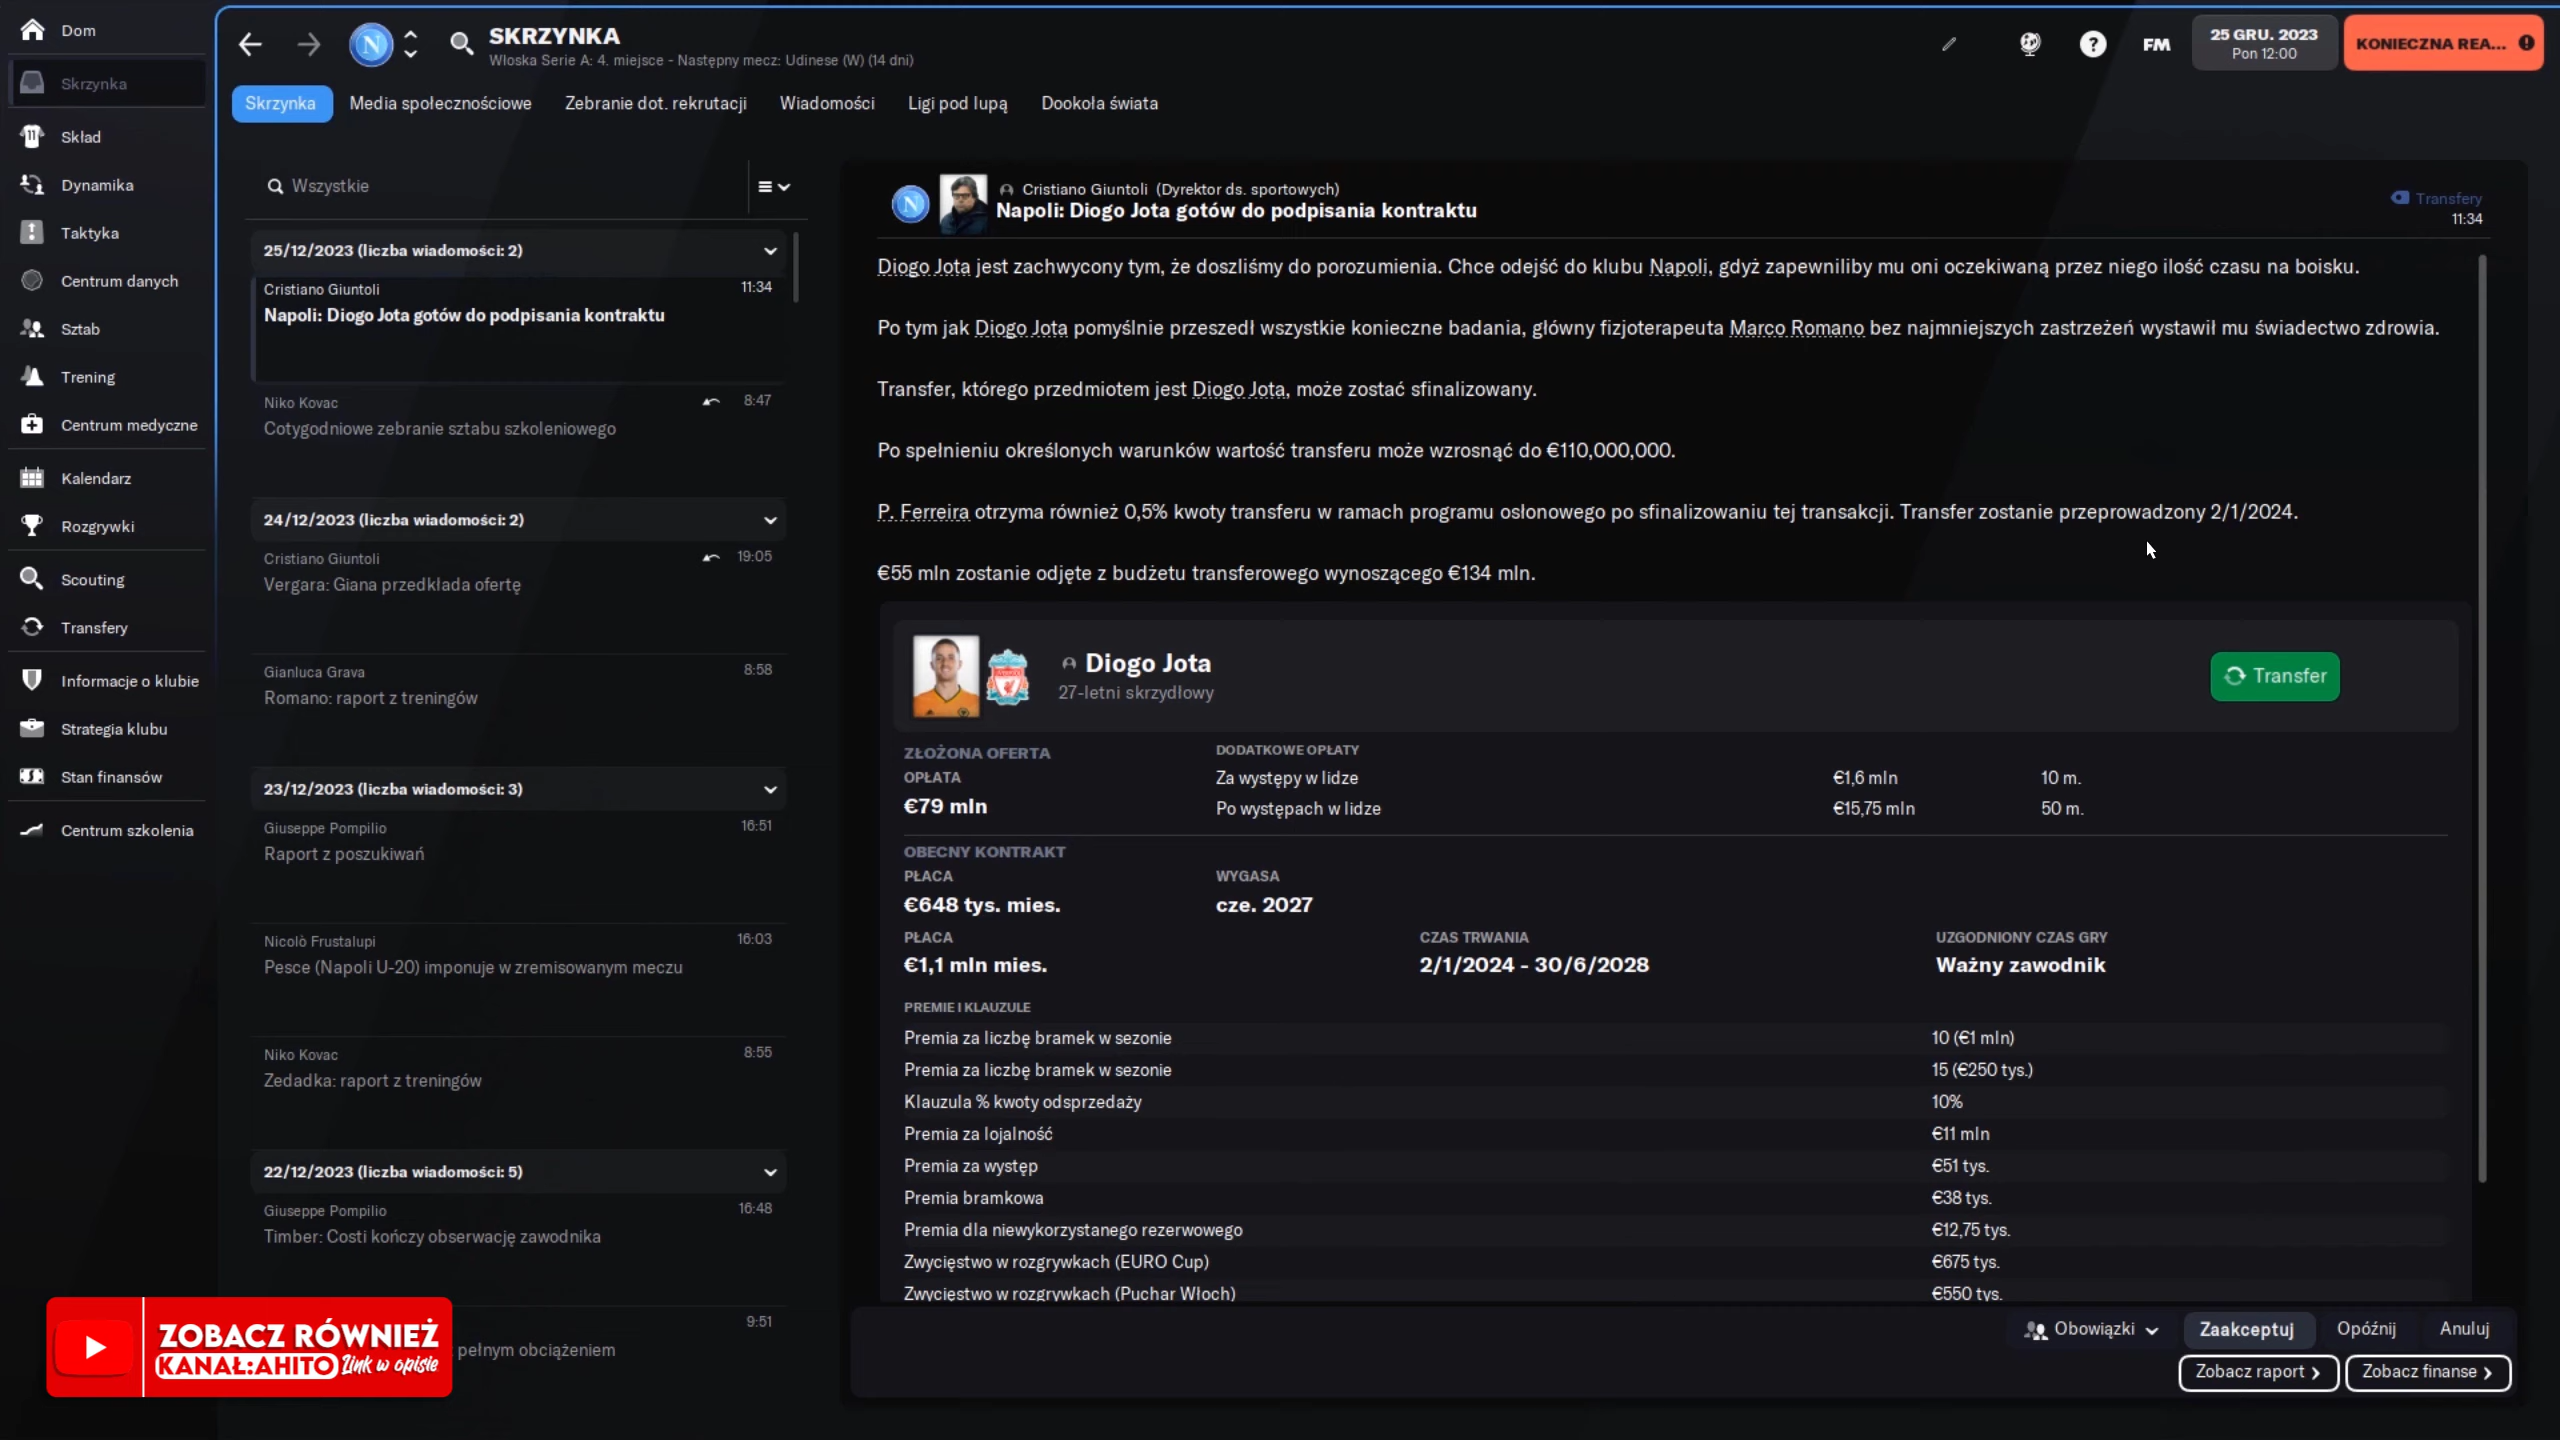 Dom
Skrzynka
Skład
Dynamika
Taktyka
Centrum danych
Sztab
Trening
Centrum medyczne
Kalendarz
Rozgrywki
Scouting
Transfery
Informacje o klubie
Strategia klubu
Stan finansów
Centrum szkolenia
N
SKRZYNKA
Włoska Serie A: 4. miejsce - Następny mecz: Udinese (W) (14 dni)
?
FM
25 GRU. 2023
Pon 12:00
KONIECZNA REA...
Skrzynka
Media społecznościowe
Zebranie dot. rekrutacji
Wiadomości
Ligi pod lupą
Dookoła świata
Wszystkie
25/12/2023 (liczba wiadomości: 2)
Cristiano Giuntoli 11:34
Napoli: Diogo Jota gotów do podpisania kontraktu
Niko Kovac 8:47
Cotygodniowe zebranie sztabu szkoleniowego
24/12/2023 (liczba wiadomości: 2)
Cristiano Giuntoli 19:05
Vergara: Giana przedkłada ofertę
Gianluca Grava 8:58
Romano: raport z treningów
23/12/2023 (liczba wiadomości: 3)
Giuseppe Pompilio 16:51
Raport z poszukiwań
Nicolò Frustalupi 16:03
Pesce (Napoli U-20) imponuje w zremisowanym meczu
Niko Kovac 8:55
Zedadka: raport z treningów
22/12/2023 (liczba wiadomości: 5)
Giuseppe Pompilio 16:48
Timber: Costi kończy obserwację zawodnika
9:51
pełnym obciążeniem
ZOBACZ RÓWNIEŻ
KANAŁ:AHITO Link w opisie
N
Cristiano Giuntoli (Dyrektor ds. sportowych)
Napoli: Diogo Jota gotów do podpisania kontraktu
Transfery
11:34
Diogo Jota jest zachwycony tym, że doszliśmy do porozumienia. Chce odejść do klubu Napoli, gdyż zapewniliby mu oni oczekiwaną przez niego ilość czasu na boisku.
Po tym jak Diogo Jota pomyślnie przeszedł wszystkie konieczne badania, główny fizjoterapeuta Marco Romano bez najmniejszych zastrzeżeń wystawił mu świadectwo zdrowia.
Transfer, którego przedmiotem jest Diogo Jota, może zostać sfinalizowany.
Po spełnieniu określonych warunków wartość transferu może wzrosnąć do €110,000,000.
P. Ferreira otrzyma również 0,5% kwoty transferu w ramach programu osłonowego po sfinalizowaniu tej transakcji. Transfer zostanie przeprowadzony 2/1/2024.
€55 mln zostanie odjęte z budżetu transferowego wynoszącego €134 mln.
Diogo Jota
27-letni skrzydłowy
Transfer
ZŁOŻONA OFERTA
OPŁATA
€79 mln
DODATKOWE OPŁATY
Za występy w lidze €1,6 mln 10 m.
Po występach w lidze €15,75 mln 50 m.
OBECNY KONTRAKT
PŁACA WYGASA
€648 tys. mies. cze. 2027
PŁACA CZAS TRWANIA UZGODNIONY CZAS GRY
€1,1 mln mies. 2/1/2024 - 30/6/2028 Ważny zawodnik
PREMIE I KLAUZULE
Premia za liczbę bramek w sezonie 10 (€1 mln)
Premia za liczbę bramek w sezonie 15 (€250 tys.)
Klauzula % kwoty odsprzedaży 10%
Premia za lojalność €11 mln
Premia za występ €51 tys.
Premia bramkowa €38 tys.
Premia dla niewykorzystanego rezerwowego €12,75 tys.
Zwycięstwo w rozgrywkach (EURO Cup) €675 tys.
Zwycięstwo w rozgrywkach (Puchar Włoch) €550 tys.
Obowiązki
Zaakceptuj
Opóźnij
Anuluj
Zobacz raport
Zobacz finanse